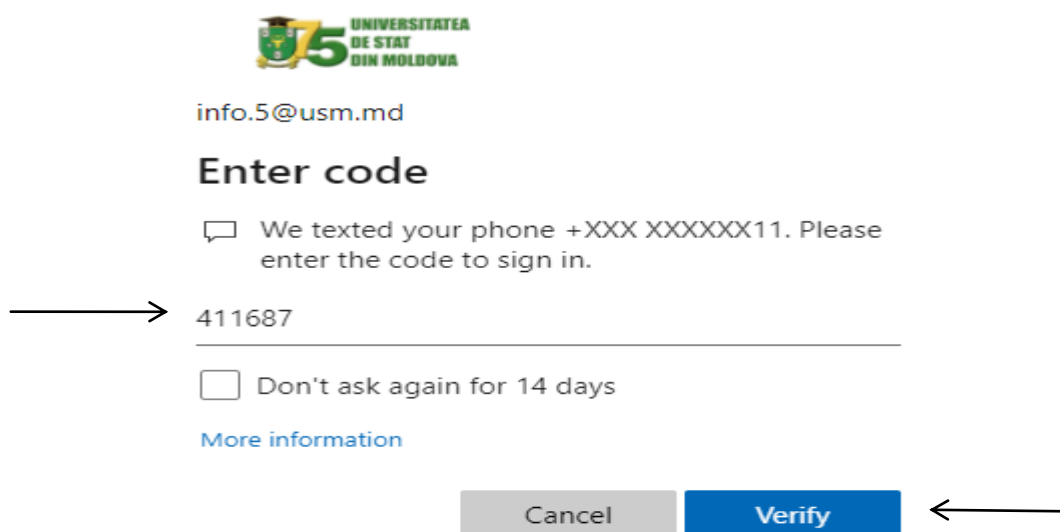 75 UNIVERSITATEA
DE STAT
DIN MOLDOVA
info.5@usm.md
Enter code
We texted your phone +XXX XXXXXX11. Please
enter the code to sign in.
411687
Don't ask again for 14 days
More information
Cancel Verify